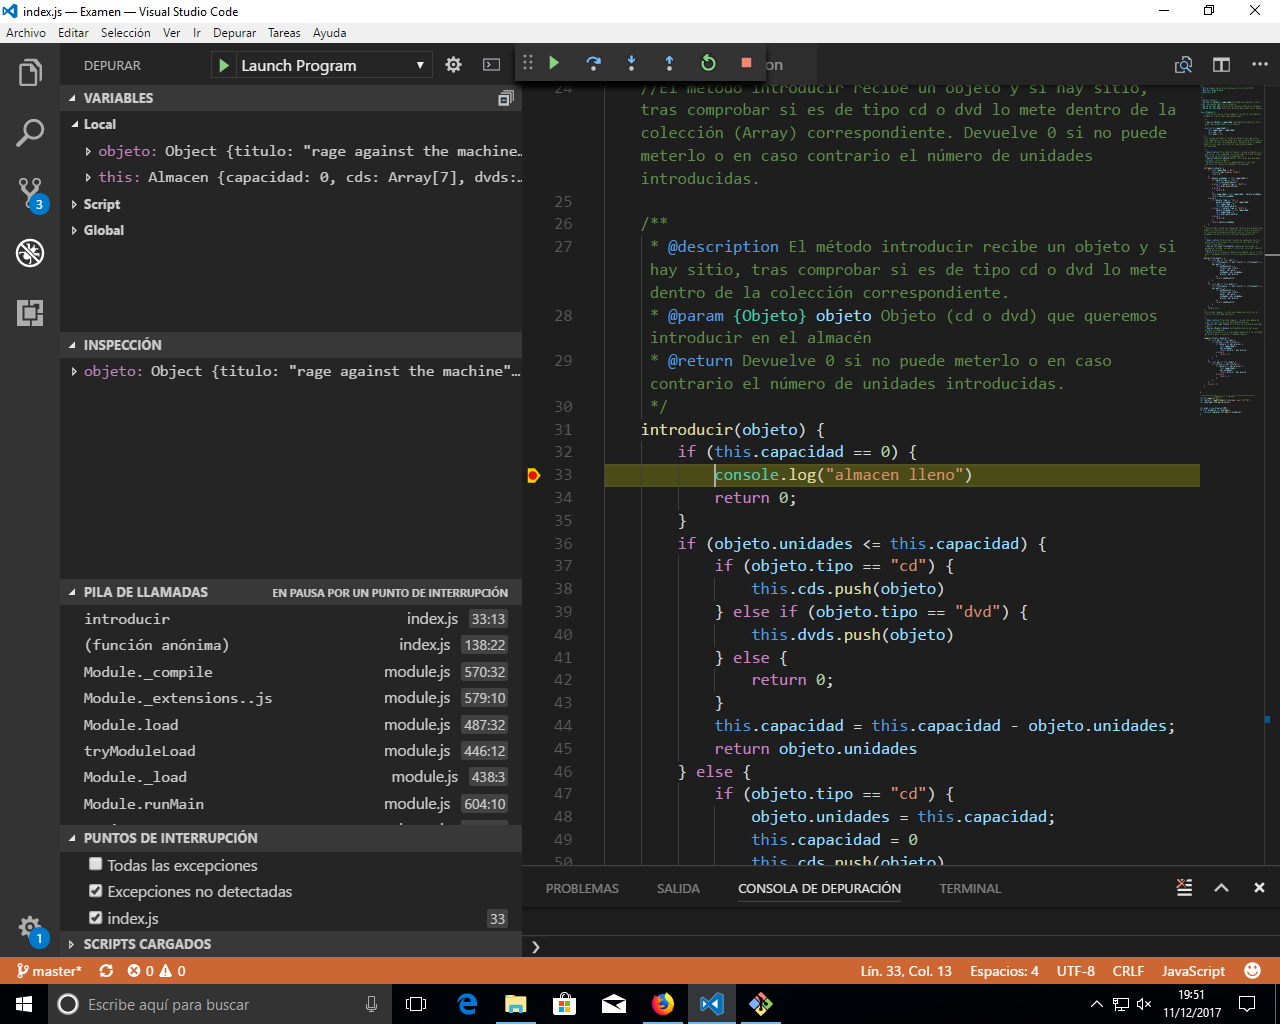 index.js — Examen — Visual Studio Code
Archivo Editar Selección Ver Ir Depurar Tareas Ayuda
DEPURAR Launch Program
VARIABLES
Local
objeto: Object {titulo: "rage against the machine…
this: Almacen {capacidad: 0, cds: Array[7], dvds:…
Script
Global
INSPECCIÓN
objeto: Object {titulo: "rage against the machine"…
PILA DE LLAMADAS EN PAUSA POR UN PUNTO DE INTERRUPCIÓN
introducir index.js 33:13
(función anónima) index.js 138:22
Module._compile module.js 570:32
Module._extensions..js module.js 579:10
Module.load module.js 487:32
tryModuleLoad module.js 446:12
Module._load module.js 438:3
Module.runMain module.js 604:10
PUNTOS DE INTERRUPCIÓN
Todas las excepciones
Excepciones no detectadas
index.js 33
SCRIPTS CARGADOS
3
1
on
24 //El metodo introducir recibe un objeto y si hay sitio,
tras comprobar si es de tipo cd o dvd lo mete dentro de la
colección (Array) correspondiente. Devuelve 0 si no puede
meterlo o en caso contrario el número de unidades
introducidas.
25
26 /**
27 * @description El método introducir recibe un objeto y si
hay sitio, tras comprobar si es de tipo cd o dvd lo mete
dentro de la colección correspondiente.
28 * @param {Objeto} objeto Objeto (cd o dvd) que queremos
introducir en el almacén
29 * @return Devuelve 0 si no puede meterlo o en caso
contrario el número de unidades introducidas.
30 */
31 introducir(objeto) {
32 if (this.capacidad == 0) {
33 console.log("almacen lleno")
34 return 0;
35 }
36 if (objeto.unidades <= this.capacidad) {
37 if (objeto.tipo == "cd") {
38 this.cds.push(objeto)
39 } else if (objeto.tipo == "dvd") {
40 this.dvds.push(objeto)
41 } else {
42 return 0;
43 }
44 this.capacidad = this.capacidad - objeto.unidades;
45 return objeto.unidades
46 } else {
47 if (objeto.tipo == "cd") {
48 objeto.unidades = this.capacidad;
49 this.capacidad = 0
50 this.cds.push(objeto)
PROBLEMAS SALIDA CONSOLA DE DEPURACIÓN TERMINAL
master* 0 0 Lín. 33, Col. 13 Espacios: 4 UTF-8 CRLF JavaScript
Escribe aquí para buscar
19:51
11/12/2017